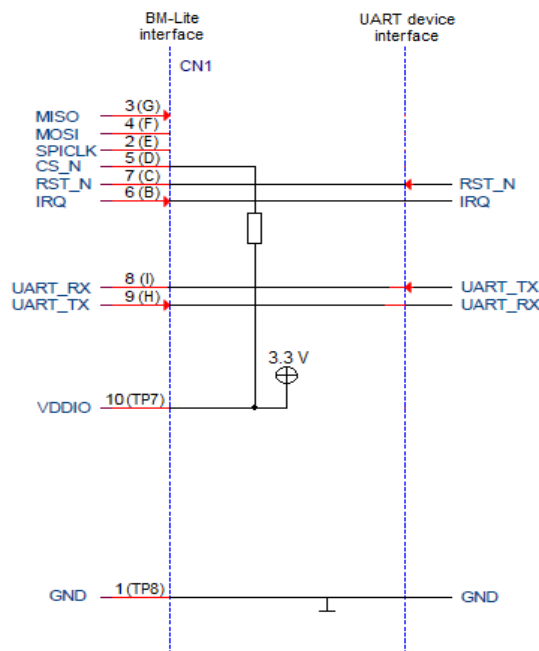 BM-Lite interface
UART device interface
CN1
MISO 3 (G)
MOSI 4 (F)
SPICLK 2 (E)
CS_N 5 (D)
RST_N 7 (C) RST_N
IRQ 6 (B) IRQ
UART_RX 8 (I) UART_TX
UART_TX 9 (H) UART_RX
3.3 V
VDDIO 10 (TP7)
GND 1 (TP8) GND